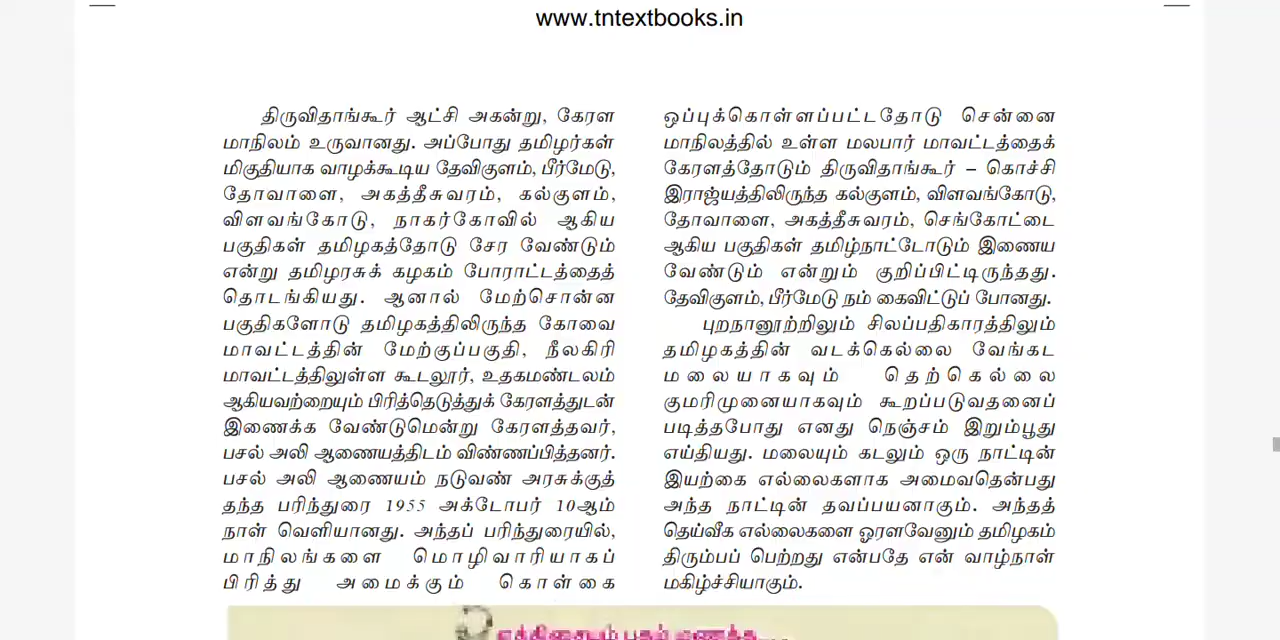 www.tntextbooks.in
திருவிதாங்கூர் ஆட்சி அகன்று, கேரள
மாநிலம் உருவானது. அப்போது தமிழர்கள்
மிகுதியாக வாழக்கூடிய தேவிகுளம், பீர்மேடு,
தோவாளை, அகத்தீசுவரம், கல்குளம்,
விளவங்கோடு, நாகர்கோவில் ஆகிய
பகுதிகள் தமிழகத்தோடு சேர வேண்டும்
என்று தமிழரசுக் கழகம் போராட்டத்தைத்
தொடங்கியது. ஆனால் மேற்சொன்ன
பகுதிகளோடு தமிழகத்திலிருந்த கோவை
மாவட்டத்தின் மேற்குப்பகுதி, நீலகிரி
மாவட்டத்திலுள்ள கூடலூர், உதகமண்டலம்
ஆகியவற்றையும் பிரித்தெடுத்துக் கேரளத்துடன்
இணைக்க வேண்டுமென்று கேரளத்தவர்,
பசல் அலி ஆணையத்திடம் விண்ணப்பித்தனர்.
பசல் அலி ஆணையம் நடுவண் அரசுக்குத்
தந்த பரிந்துரை 1955 அக்டோபர் 10ஆம்
நாள் வெளியானது. அந்தப் பரிந்துரையில்,
மாநிலங்களை மொழிவாரியாகப்
பிரித்து அமைக்கும் கொள்கை
ஒப்புக்கொள்ளப்பட்டதோடு சென்னை
மாநிலத்தில் உள்ள மலபார் மாவட்டத்தைக்
கேரளத்தோடும் திருவிதாங்கூர் – கொச்சி
இராஜ்யத்திலிருந்த கல்குளம், விளவங்கோடு,
தோவாளை, அகத்தீசுவரம், செங்கோட்டை
ஆகிய பகுதிகள் தமிழ்நாட்டோடும் இணைய
வேண்டும் என்றும் குறிப்பிட்டிருந்தது.
தேவிகுளம், பீர்மேடு நம் கைவிட்டுப் போனது.
புறநானூற்றிலும் சிலப்பதிகாரத்திலும்
தமிழகத்தின் வடக்கெல்லை வேங்கட
மலையாகவும் தெற்கெல்லை
குமரிமுனையாகவும் கூறப்படுவதனைப்
படித்தபோது எனது நெஞ்சம் இறும்பூது
எய்தியது. மலையும் கடலும் ஒரு நாட்டின்
இயற்கை எல்லைகளாக அமைவதென்பது
அந்த நாட்டின் தவப்பயனாகும். அந்தத்
தெய்வீக எல்லைகளை ஓரளவேனும் தமிழகம்
திரும்பப் பெற்றது என்பதே என் வாழ்நாள்
மகிழ்ச்சியாகும்.